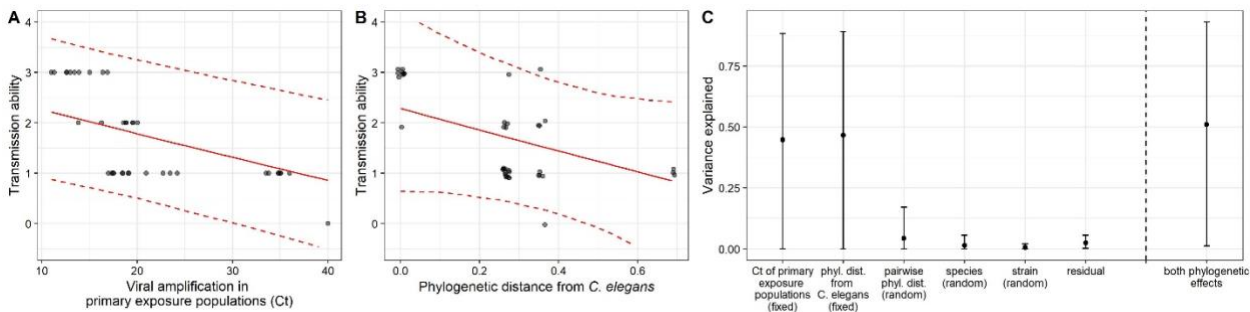 A
Transmission ability
4
3
2
1
0
10
20
30
40
Viral amplification in
primary exposure populations (Ct)
B
Transmission ability
4
3
2
1
0
0.0
0.2
0.4
0.6
Phylogenetic distance from C. elegans
C
Variance explained
0.75
0.50
0.25
0.00
Ct of primary
exposure
populations
(fixed)
phyl. dist.
from
C. elegans
(fixed)
pairwise
phyl. dist.
(random)
species
(random)
strain
(random)
residual
both phylogenetic
effects